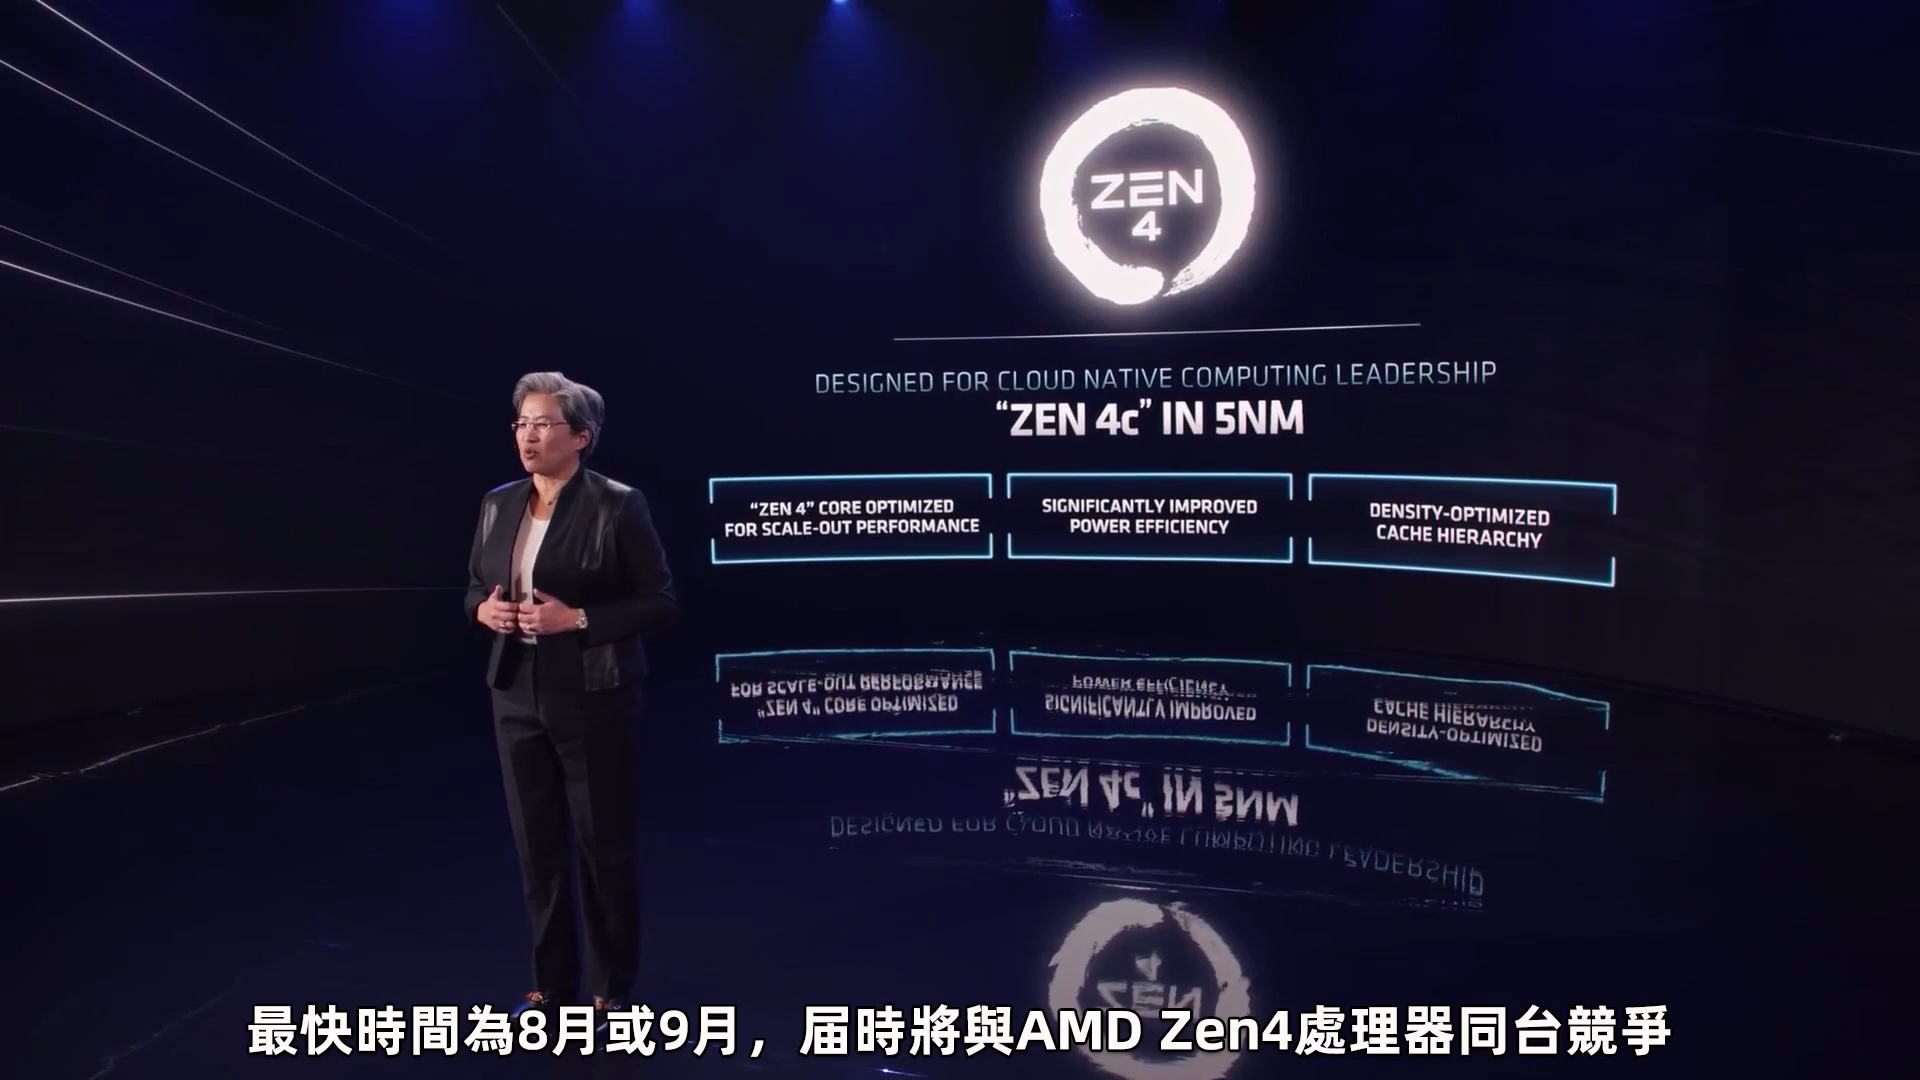 ZEN
4
DESIGNED FOR CLOUD NATIVE COMPUTING LEADERSHIP
“ZEN 4c” IN 5NM
“ZEN 4” CORE OPTIMIZED
FOR SCALE-OUT PERFORMANCE
SIGNIFICANTLY IMPROVED
POWER EFFICIENCY
DENSITY-OPTIMIZED
CACHE HIERARCHY
最快時間為8月或9月，届時將與AMD Zen4處理器同台競爭